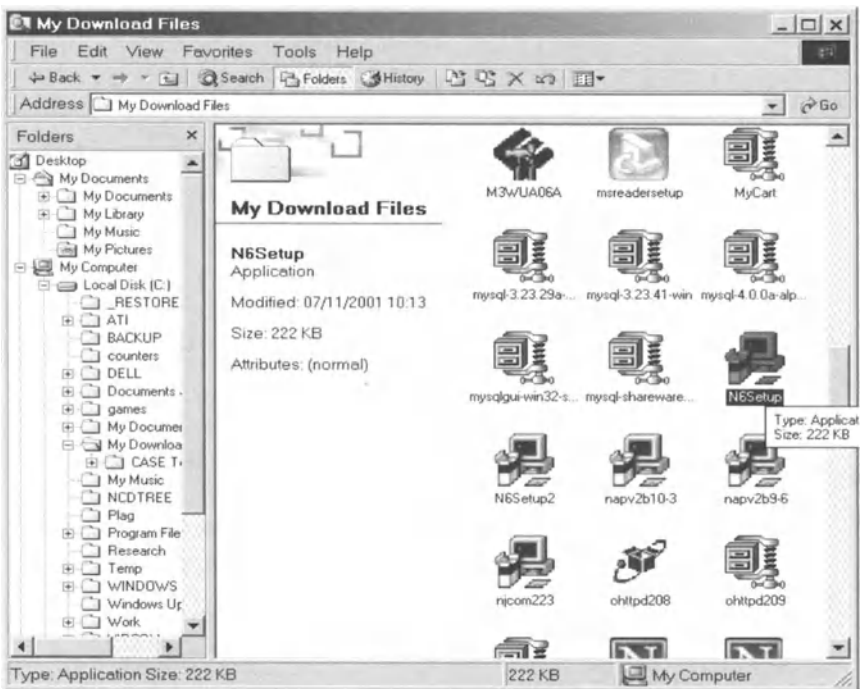 My Download Files
File Edit View Favorites Tools Help
Back Search Folders History
Address My Download Files Go
Folders
Desktop
My Documents
My Documents
My Library
My Music
My Pictures
My Computer
Local Disk (C:)
_RESTORE
ATI
BACKUP
counters
DELL
Documents
games
My Documer
My Downloa
CASE T
My Music
NCDTREE
Plag
Program File
Research
Temp
WINDOWS
Windows Up
Work
My Download Files
N6Setup
Application
Modified: 07/11/2001 10:13
Size: 222 KB
Attributes: (normal)
M3WUA06A msreadersetup MyCart
mysql-3.23.29a-... mysql-3.23.41-win mysql-4.0.0a-alp...
mysqlgui-win32-s... mysql-shareware... N6Setup
Type: Applicat
Size: 222 KB
N6Setup2 napv2b10-3 napv2b9-6
njcom223 ohttpd208 ohttpd209
Type: Application Size: 222 KB 222 KB My Computer